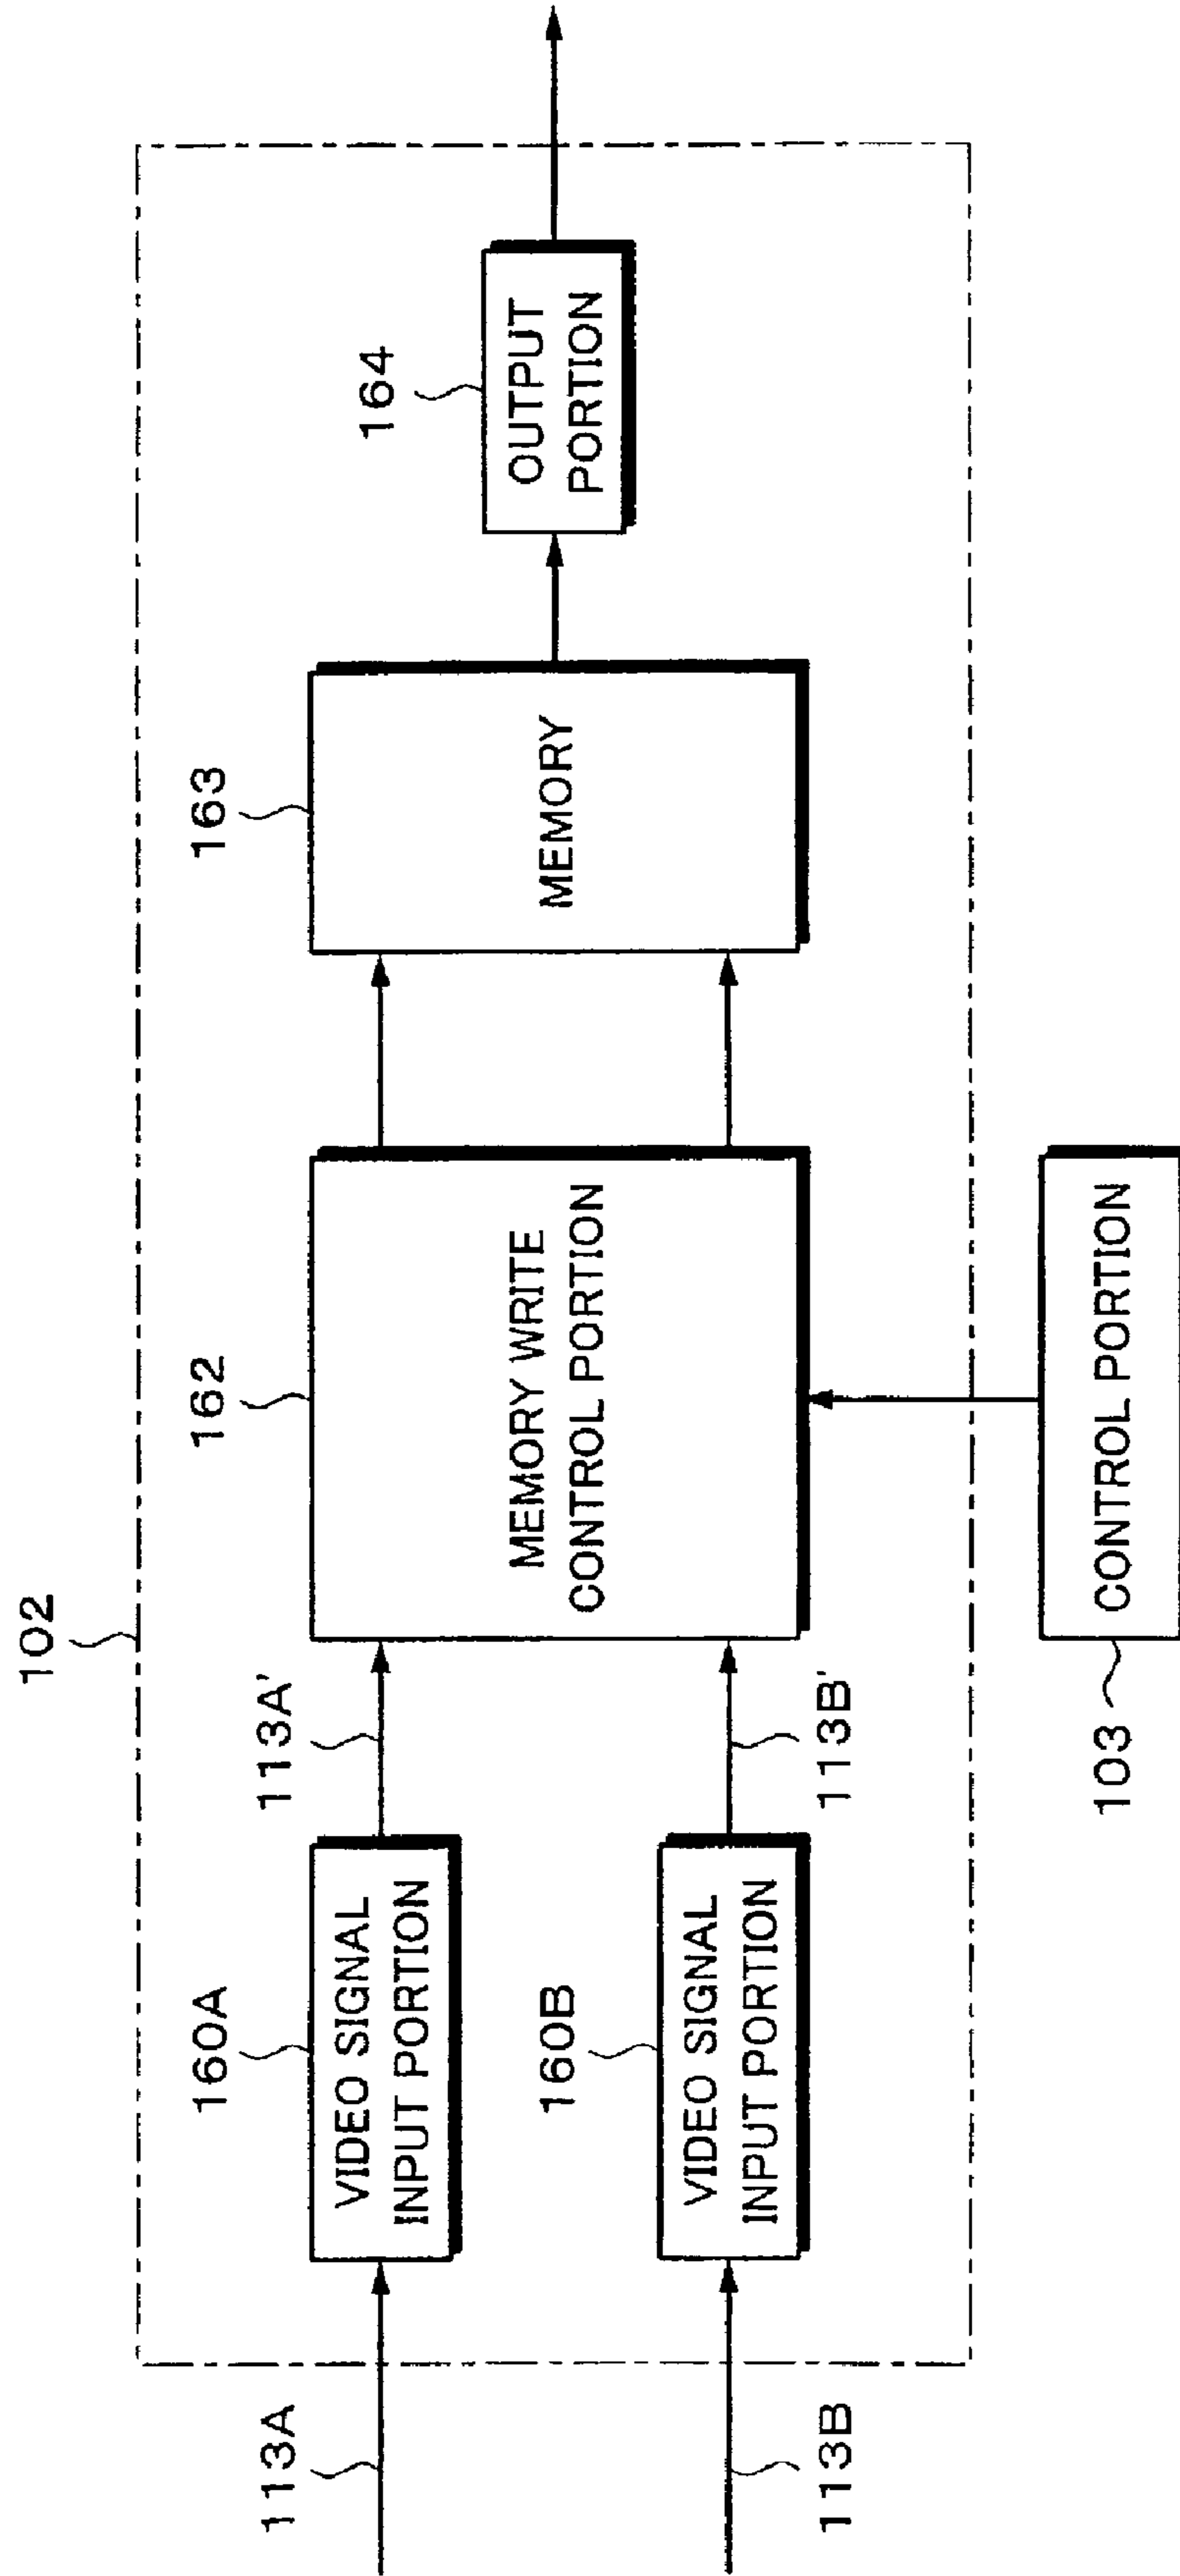 102
113A
160A
VIDEO SIGNAL
INPUT PORTION
113A'
162
MEMORY WRITE
CONTROL PORTION
163
MEMORY
164
OUTPUT
PORTION
113B
160B
VIDEO SIGNAL
INPUT PORTION
113B'
103
CONTROL PORTION